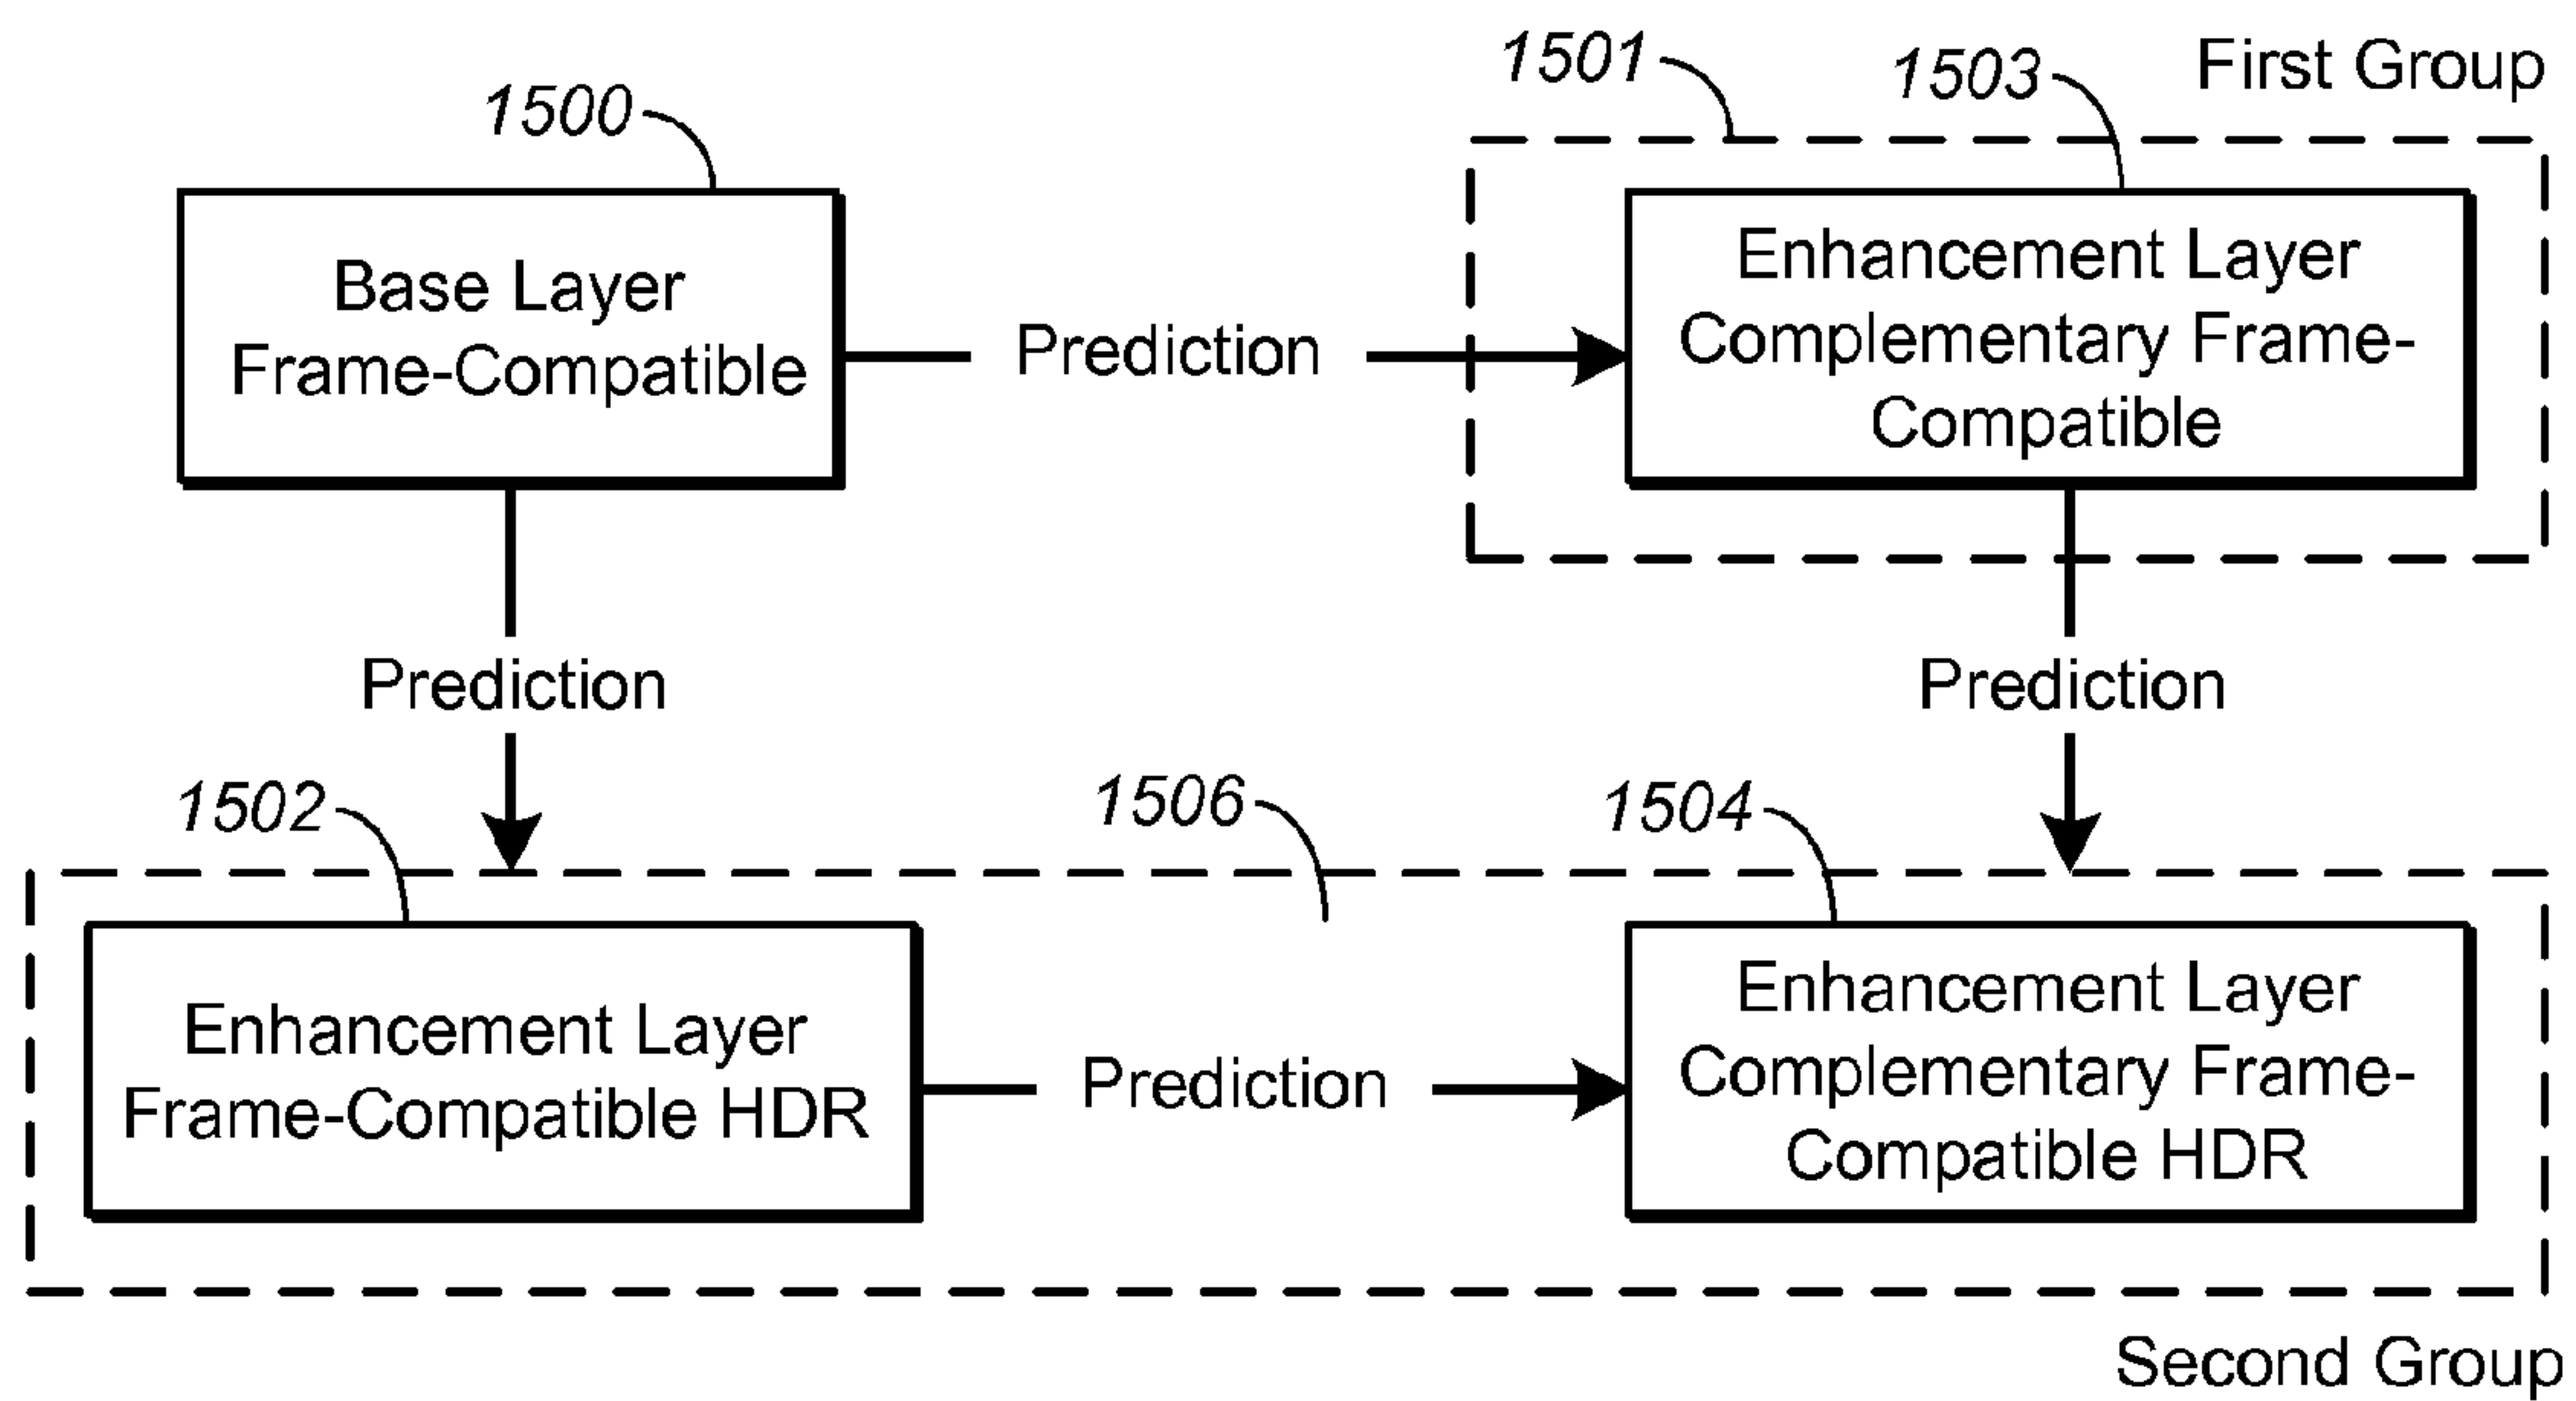 1501
1503
First Group
1500
Base Layer
Frame-Compatible
Prediction
Enhancement Layer
Complementary Frame-
Compatible
Prediction
Prediction
1502
1506
1504
Enhancement Layer
Frame-Compatible HDR
Prediction
Enhancement Layer
Complementary Frame-
Compatible HDR
Second Group